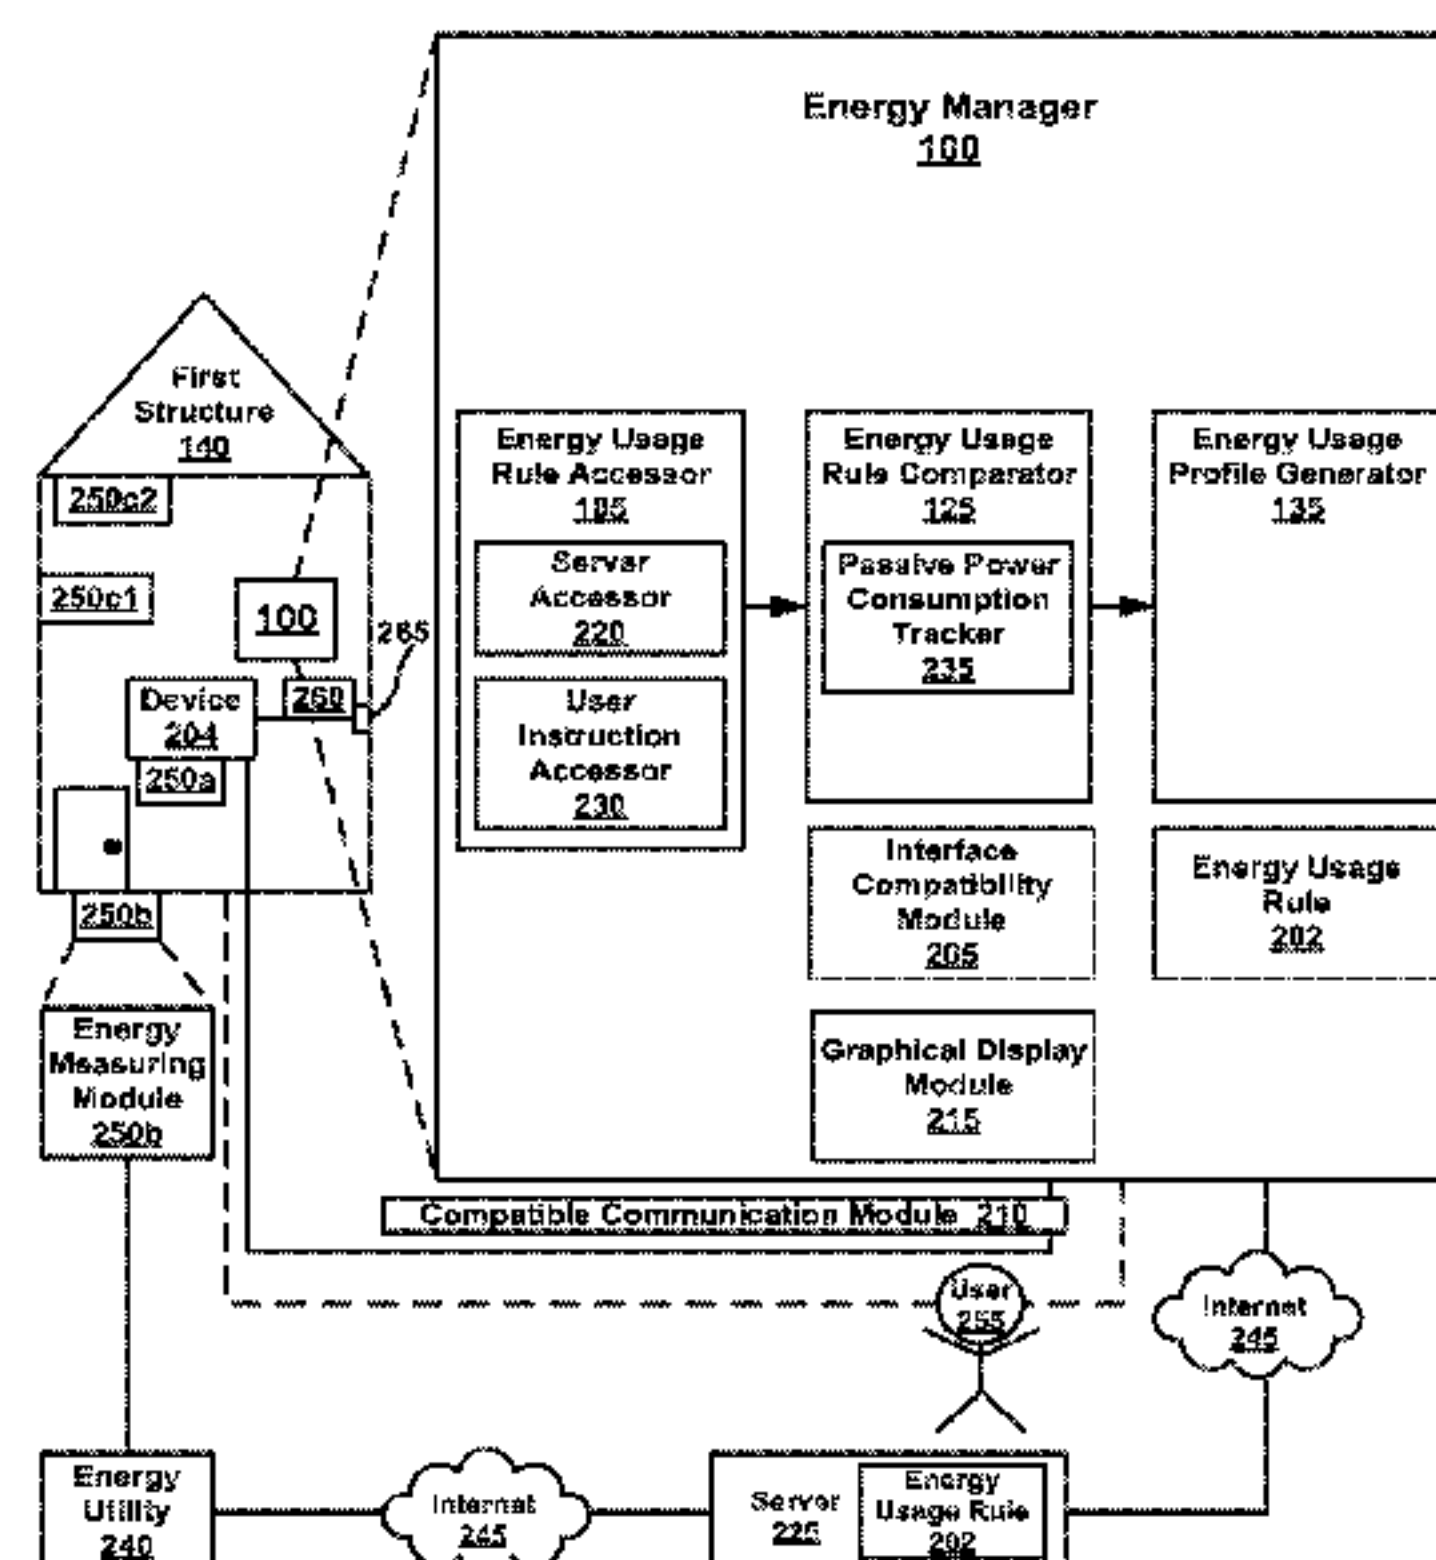 Energy Manager
100
First
Structure
140
250c2
250c1
100
265
260
Device
204
250a
250b
Energy
Measuring
Module
250b
Energy Usage
Rule Accessor
105
Server
Accessor
220
User
Instruction
Accessor
230
Energy Usage
Rule Comparator
125
Passive Power
Consumption
Tracker
235
Energy Usage
Profile Generator
135
Interface
Compatibility
Module
205
Energy Usage
Rule
202
Graphical Display
Module
215
Compatible Communication Module 210
User
255
Internet
245
Energy
Utility
240
Internet
245
Server
225
Energy
Usage Rule
202